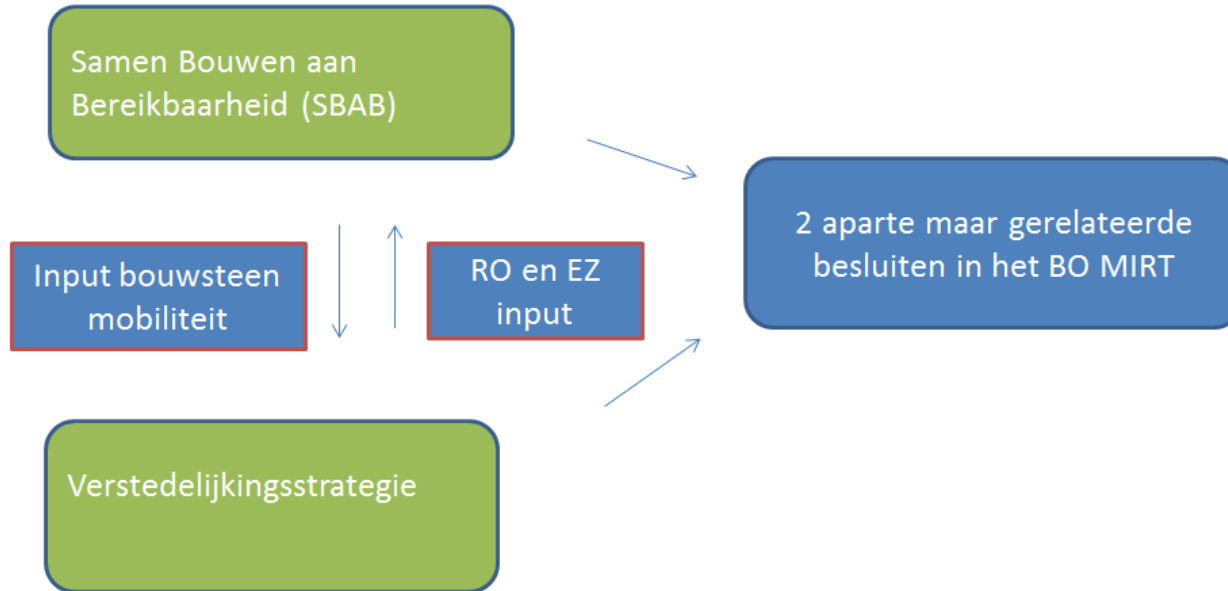 Samen Bouwen aan
Bereikbaarheid (SBAB)
2 aparte maar gerelateerde
besluiten in het BO MIRT
Input bouwsteen
mobiliteit
RO en EZ
input
Verstedelijkingsstrategie